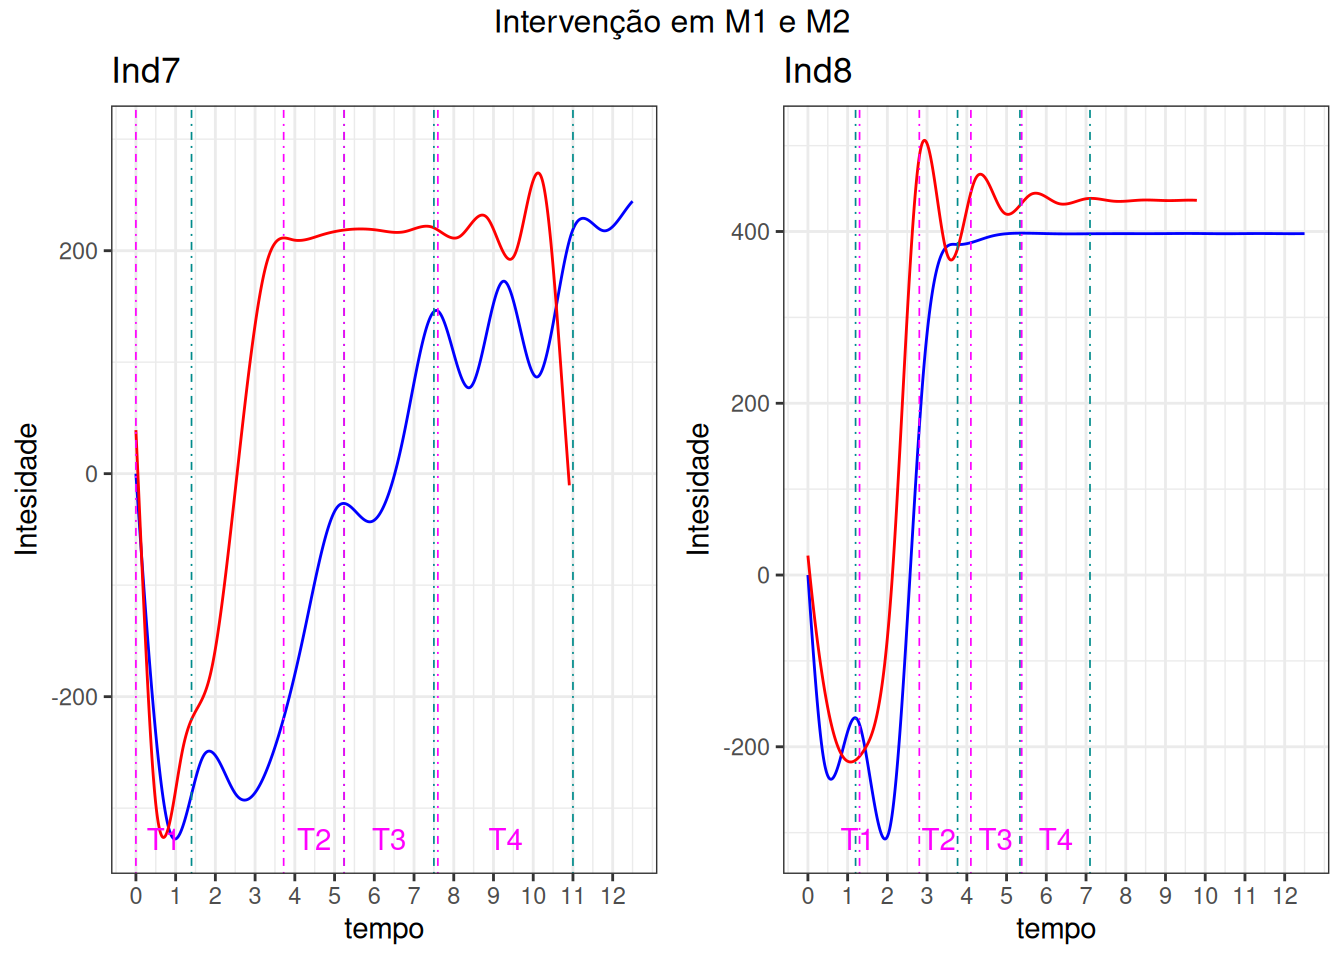 Intervenção em M1 e M2
Ind7
Intesidade
200
0
-200
T1 T2 T3 T4
0 1 2 3 4 5 6 7 8 9 10 11 12
tempo
Ind8
Intesidade
400
200
0
-200
T1 T2 T3 T4
0 1 2 3 4 5 6 7 8 9 10 11 12
tempo